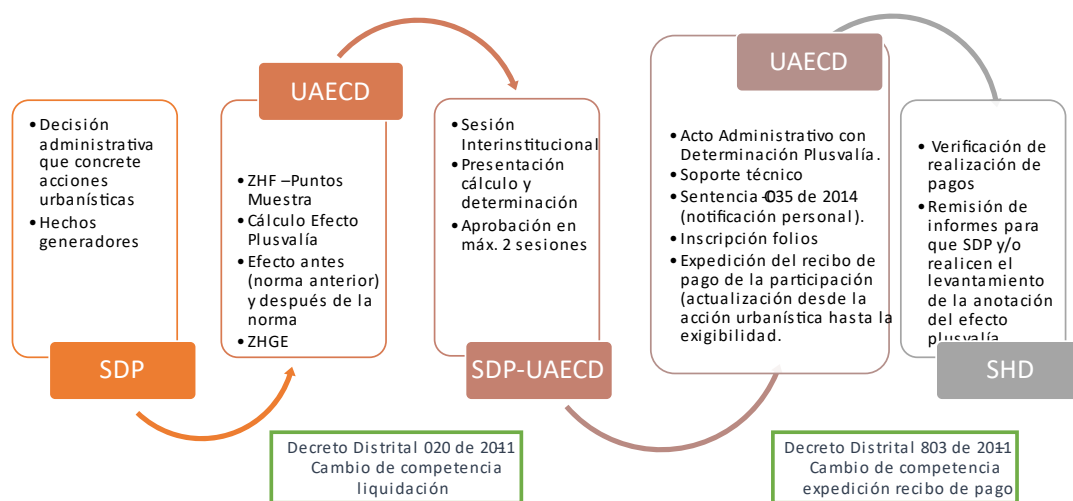 SDP
• Decisión
administrativa
que concrete
acciones
urbanísticas
• Hechos
generadores
UAECD
• ZHF –Puntos
Muestra
• Cálculo Efecto
Plusvalía
• Efecto antes
(norma anterior)
y después de la
norma
• ZHGE
SDP-UAECD
• Sesión
Interinstitucional
• Presentación
cálculo y
determinación
• Aprobación en
máx. 2 sesiones
UAECD
• Acto Administrativo con
Determinación Plusvalía.
• Soporte técnico
• Sentencia -035 de 2014
(notificación personal).
• Inscripción folios
• Expedición del recibo de
pago de la participación
(actualización desde la
acción urbanística hasta la
exigibilidad.
SHD
• Verificación de
realización de
pagos
• Remisión de
informes para
que SDP y/o
realicen el
levantamiento
de la anotación
del efecto
plusvalía
Decreto Distrital 020 de 2011
Cambio de competencia
liquidación
Decreto Distrital 803 de 2011
Cambio de competencia
expedición recibo de pago